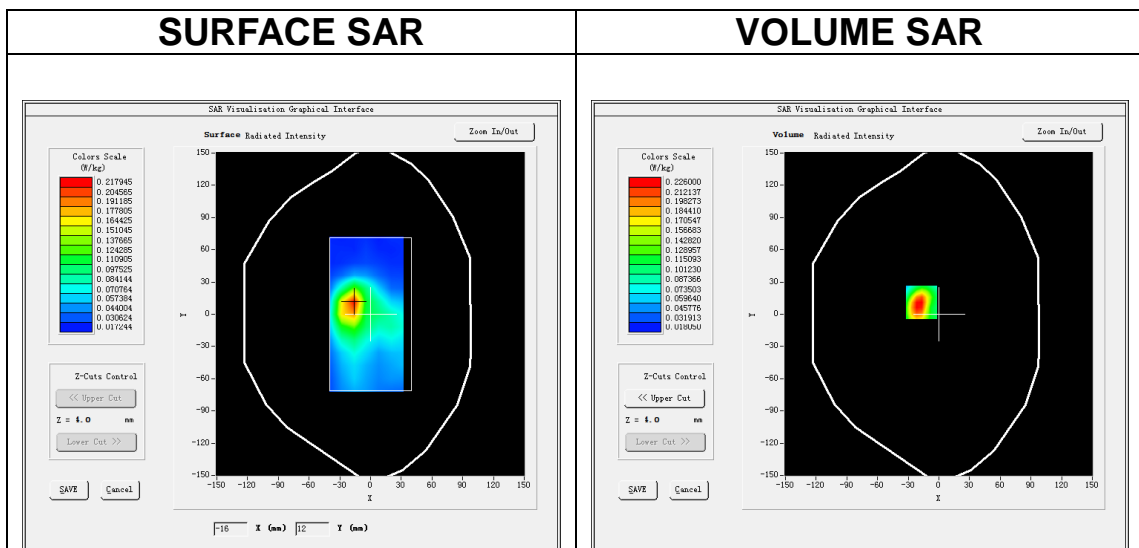 SURFACE SAR
VOLUME SAR
SAR Visualisation Graphical Interface
Surface Radiated Intensity
Zoom In/Out
Colors Scale
(W/kg)
0.217945
0.204565
0.191185
0.177805
0.164425
0.151045
0.137665
0.124285
0.110905
0.097525
0.084144
0.070764
0.057384
0.044004
0.030624
0.017244
Z-Cuts Control
<< Upper Cut
Z = 4.0 mm
Lower Cut >>
SAVE
Cancel
150
120
90
60
30
0
-30
-60
-90
-120
-150
Y
-150 -120 -90 -60 -30 0 30 60 90 120 150
X
-16 X (mm) 12 Y (mm)
SAR Visualisation Graphical Interface
Volume Radiated Intensity
Zoom In/Out
Colors Scale
(W/kg)
0.226000
0.212137
0.198273
0.184410
0.170547
0.156683
0.142820
0.128957
0.115093
0.101230
0.087366
0.073503
0.059640
0.045776
0.031913
0.018050
Z-Cuts Control
<< Upper Cut
Z = 4.0 mm
Lower Cut >>
SAVE
Cancel
150
120
90
60
30
0
-30
-60
-90
-120
-150
Y
-150 -120 -90 -60 -30 0 30 60 90 120 150
X